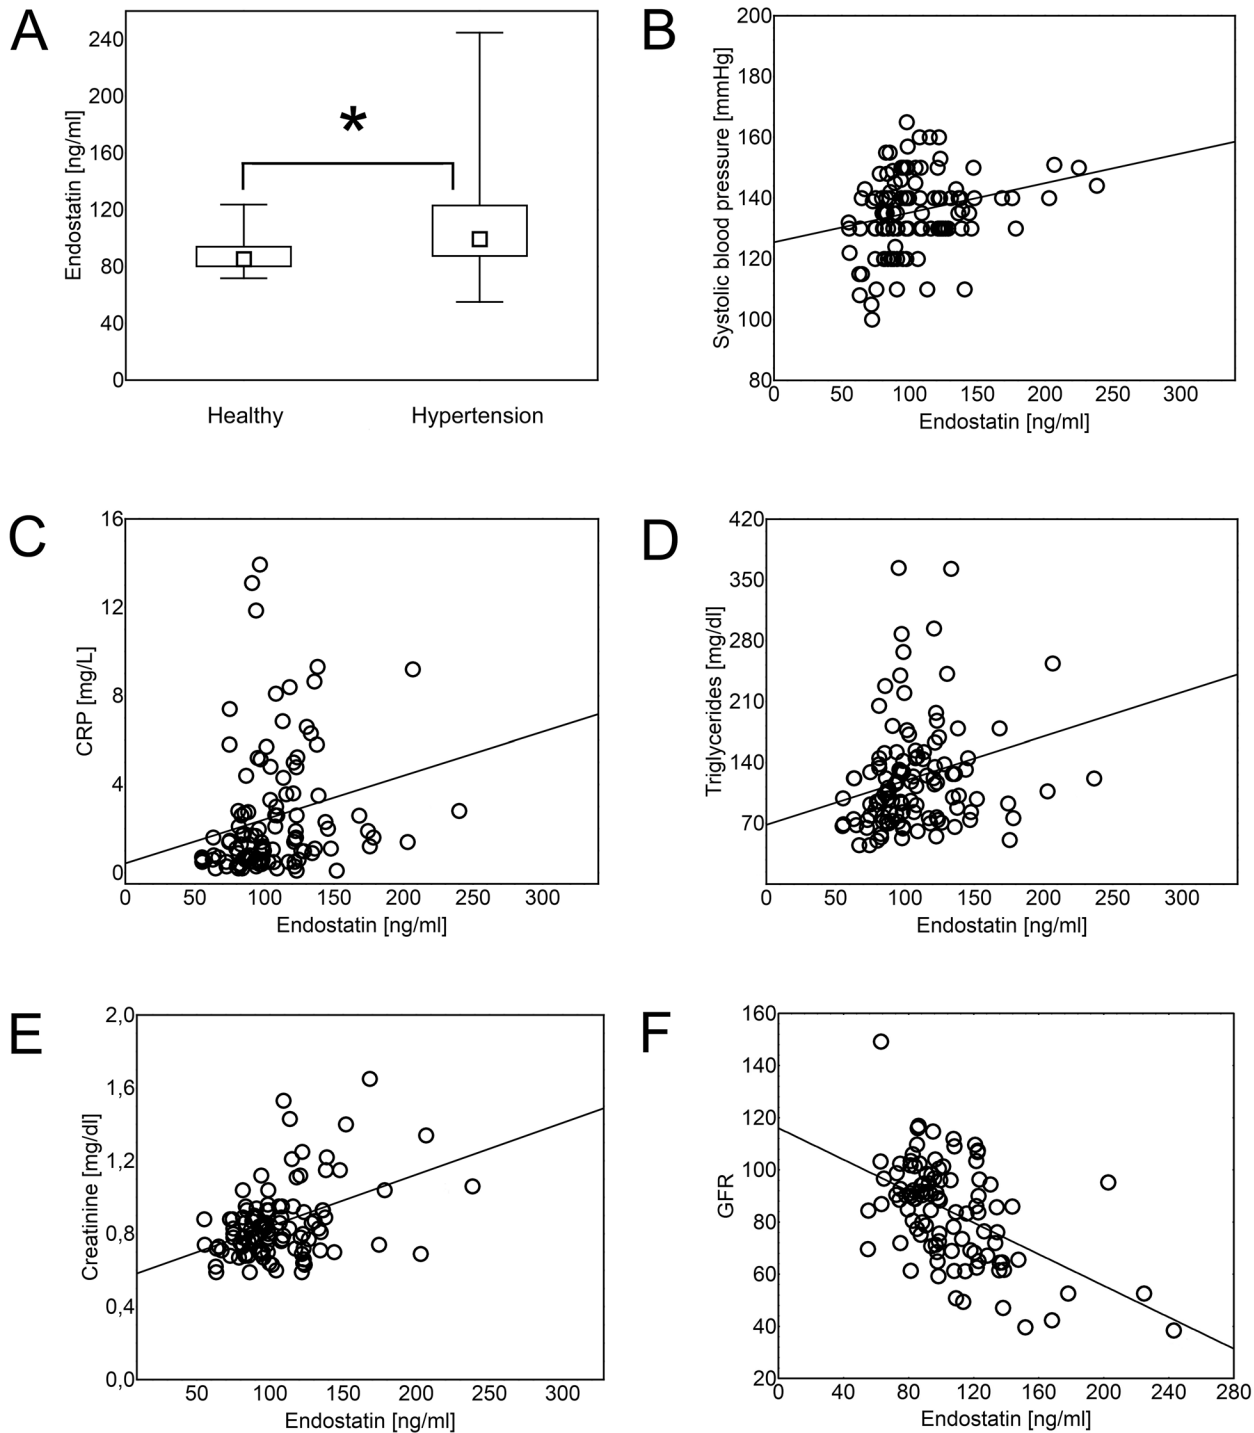 A
Endostatin [ng/ml]
240
200
160
120
80
40
0
*
Healthy Hypertension
B
Systolic blood pressure [mmHg]
200
180
160
140
120
100
80
0 50 100 150 200 250 300
Endostatin [ng/ml]
C
CRP [mg/L]
16
12
8
4
0
0 50 100 150 200 250 300
Endostatin [ng/ml]
D
Triglycerides [mg/dl]
420
350
280
210
140
70
0 50 100 150 200 250 300
Endostatin [ng/ml]
E
Creatinine [mg/dl]
2,0
1,6
1,2
0,8
0,4
0,0
50 100 150 200 250 300
Endostatin [ng/ml]
F
GFR
160
140
120
100
80
60
40
20
0 40 80 120 160 200 240 280
Endostatin [ng/ml]